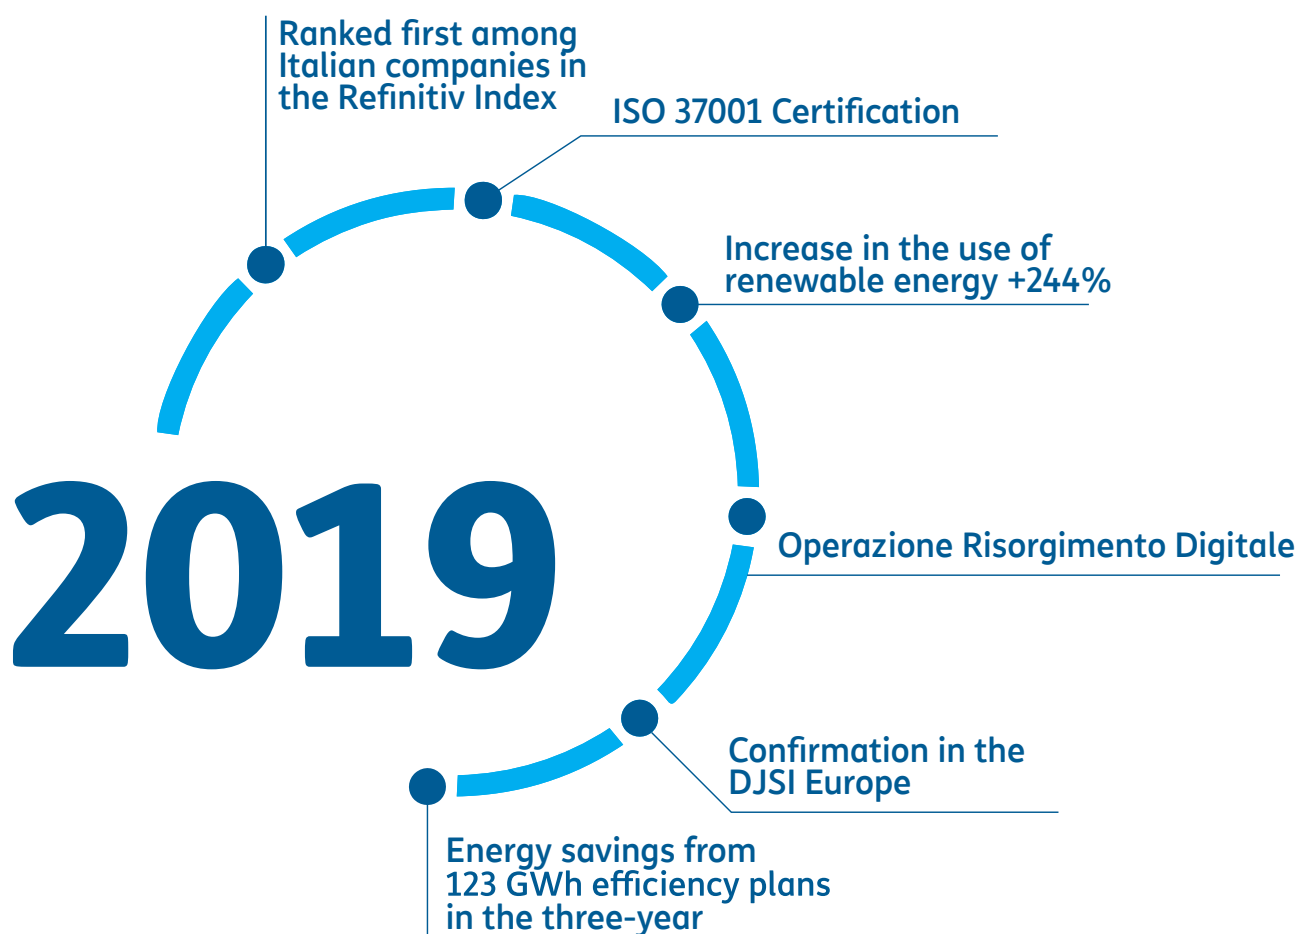 Ranked first among
Italian companies in
the Refinitiv Index
ISO 37001 Certification
Increase in the use of
renewable energy +244%
2019
Operazione Risorgimento Digitale
Confirmation in the
DJSI Europe
Energy savings from
123 GWh efficiency plans
in the three-year